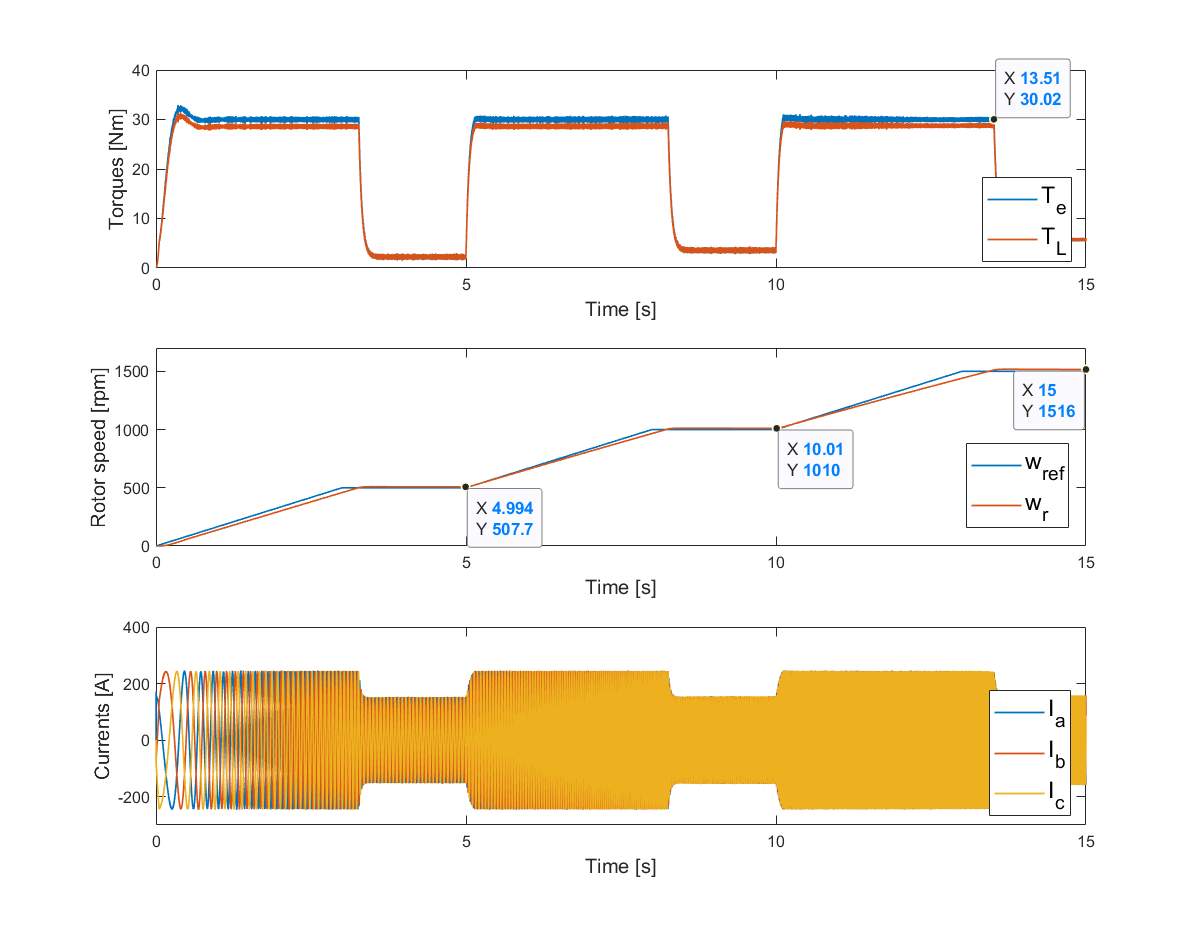 40
30
20
10
0
Torques [Nm]
0 5 10 15
Time [s]
X 13.51
Y 30.02
T_e
T_L
1500
1000
500
0
Rotor speed [rpm]
0 5 10 15
Time [s]
X 4.994
Y 507.7
X 10.01
Y 1010
X 15
Y 1516
w_ref
w_r
400
200
0
-200
Currents [A]
0 5 10 15
Time [s]
I_a
I_b
I_c